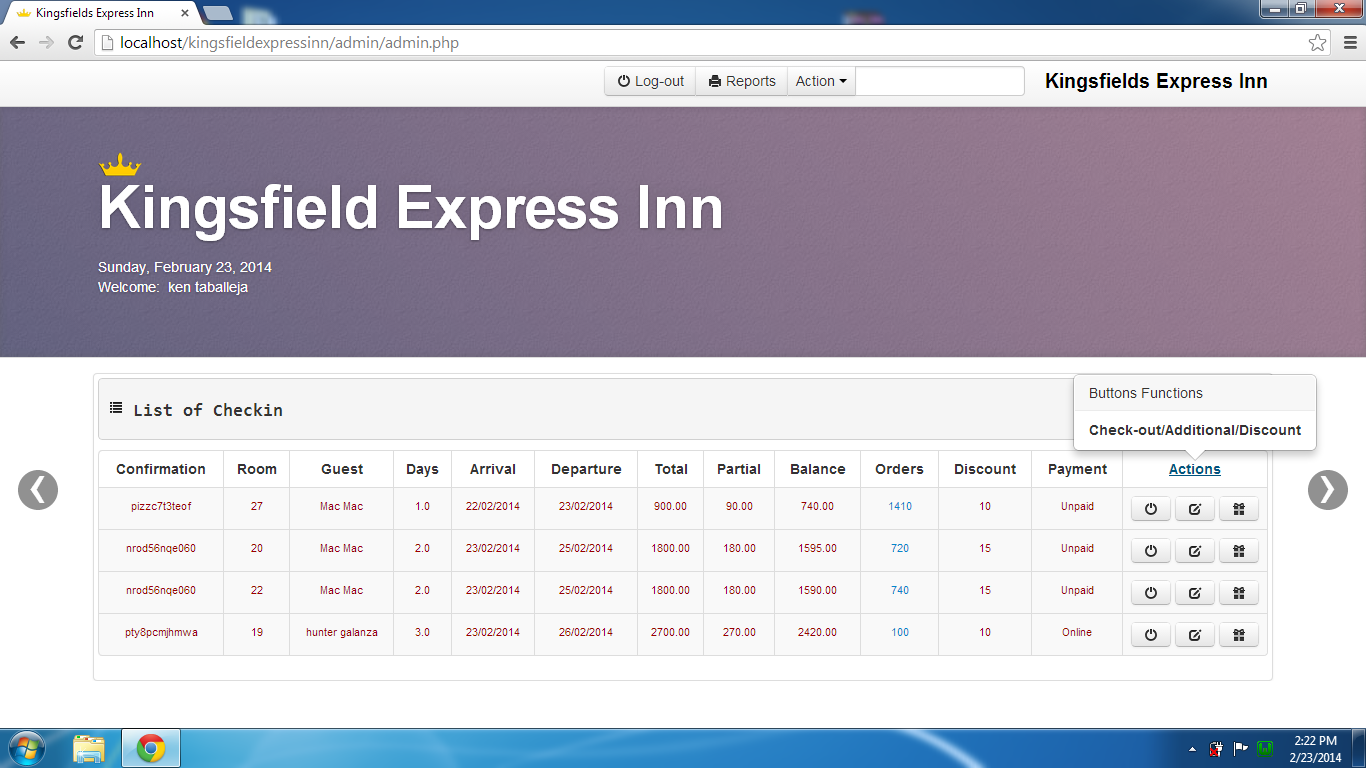 Kingsfields Express Inn
localhost/kingsfieldexpressinn/admin/admin.php
Log-out Reports Action Kingsfields Express Inn
Kingsfield Express Inn
Sunday, February 23, 2014
Welcome: ken taballeja
List of Checkin
Buttons Functions
Check-out/Additional/Discount
Confirmation Room Guest Days Arrival Departure Total Partial Balance Orders Discount Payment Actions
pizzc7t3teof 27 Mac Mac 1.0 22/02/2014 23/02/2014 900.00 90.00 740.00 1410 10 Unpaid
nrod56nqe060 20 Mac Mac 2.0 23/02/2014 25/02/2014 1800.00 180.00 1595.00 720 15 Unpaid
nrod56nqe060 22 Mac Mac 2.0 23/02/2014 25/02/2014 1800.00 180.00 1590.00 740 15 Unpaid
pty8pcmjhmwa 19 hunter galanza 3.0 23/02/2014 26/02/2014 2700.00 270.00 2420.00 100 10 Online
2:22 PM
2/23/2014